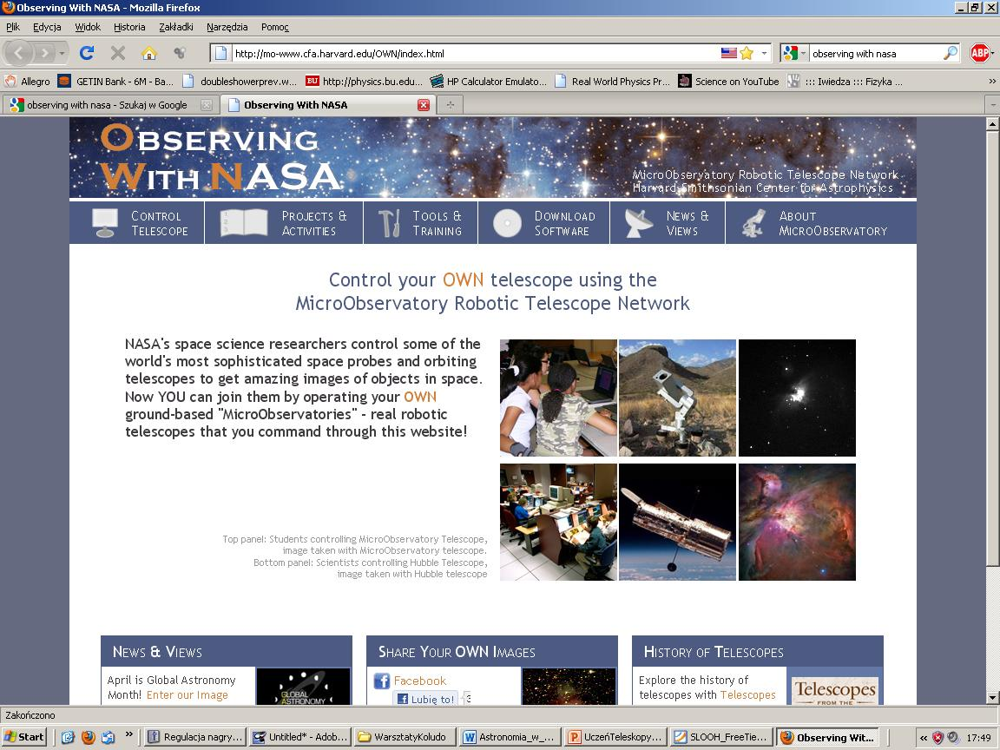 Observing With NASA - Mozilla Firefox
Plik Edycja Widok Historia Zakładki Narzędzia Pomoc
http://mo-www.cfa.harvard.edu/OWN/index.html
observing with nasa
ABP
Allegro GETIN Bank - 6M - Ba... doubleshowerprev.w... BU http://physics.bu.edu... HP Calculator Emulato... Real World Physics Pr... Science on YouTube ::: Iwiedza ::: Fizyka ... »
observing with nasa - Szukaj w Google Observing With NASA
OBSERVING
WITH NASA
MicroObservatory Robotic Telescope Network
Harvard-Smithsonian Center for Astrophysics
CONTROL
TELESCOPE
PROJECTS &
ACTIVITIES
TOOLS &
TRAINING
DOWNLOAD
SOFTWARE
NEWS &
VIEWS
ABOUT
MICROOBSERVATORY
Control your OWN telescope using the
MicroObservatory Robotic Telescope Network
NASA's space science researchers control some of the
world's most sophisticated space probes and orbiting
telescopes to get amazing images of objects in space.
Now YOU can join them by operating your OWN
ground-based "MicroObservatories" - real robotic
telescopes that you command through this website!
Top panel: Students controlling MicroObservatory Telescope,
image taken with MicroObservatory telescope.
Bottom panel: Scientists controlling Hubble Telescope,
image taken with Hubble telescope
NEWS & VIEWS
April is Global Astronomy
Month! Enter our Image
GLOBAL
ASTRONOMY
SHARE YOUR OWN IMAGES
Facebook
Lubię to! 3
HISTORY OF TELESCOPES
Explore the history of
telescopes with Telescopes
Telescopes
FROM THE
Zakończono
Start » Regulacja nagry... Untitled* - Adob... WarsztatyKoludo Astronomia_w_... UczeńTeleskopy... SLOOH_FreeTie... Observing Wit... « 17:49